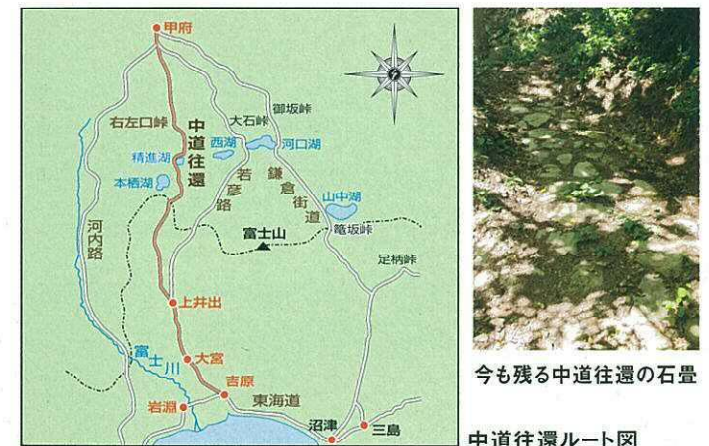 甲府
御坂峠
大石峠
右左口峠
中道往還
西湖
河口湖
精進湖
本栖湖
若彦路
鎌倉街道
山中湖
河内路
富士山
籠坂峠
足柄峠
上井出
富士川
大宮
吉原
岩淵
東海道
沼津
三島
今も残る中道往還の石畳
中道往還ルート図